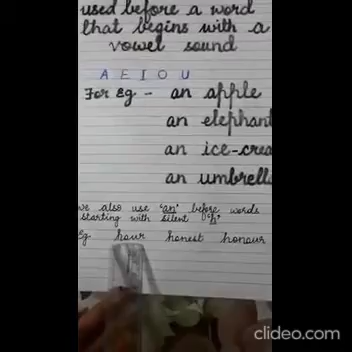 used before a word
that begins with a
vowel sound
A E I O U
For Eg - an apple
an elephant
an ice-crea
an umbrella
we also use 'an' before words
starting with silent 'h'
Eg hour honest honour
clideo.com